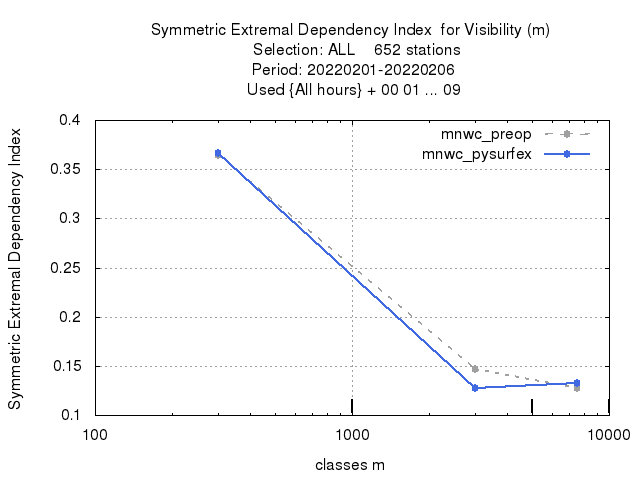 Symmetric Extremal Dependency Index  for Visibility (m)
Selection: ALL    652 stations
Period: 20220201-20220206
Used {All hours} + 00 01 ... 09
Symmetric Extremal Dependency Index
0.4
0.35
0.3
0.25
0.2
0.15
0.1
mnwc_preop
mnwc_pysurfex
100
1000
10000
classes m